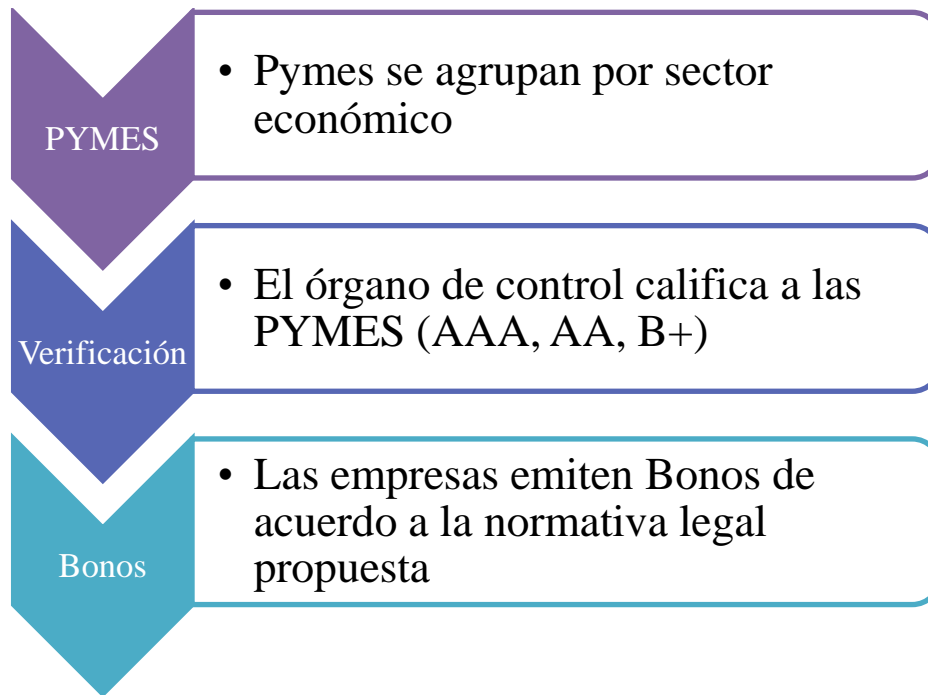 PYMES
• Pymes se agrupan por sector
económico
Verificación
• El órgano de control califica a las
PYMES (AAA, AA, B+)
Bonos
• Las empresas emiten Bonos de
acuerdo a la normativa legal
propuesta